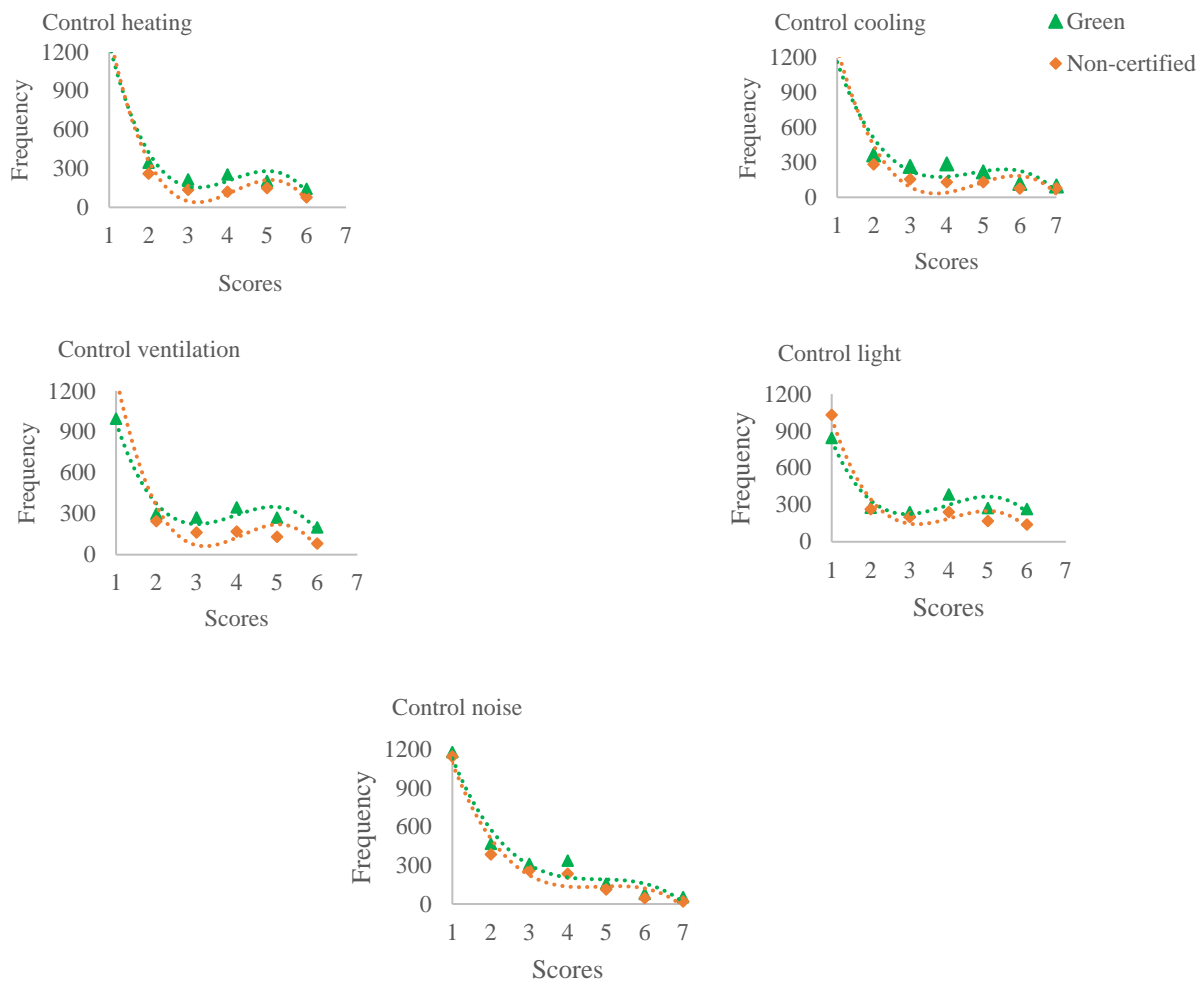 Control heating
1200
900
600
300
0
Frequency
1 2 3 4 5 6 7
Scores
Control cooling
1200
900
600
300
0
Frequency
1 2 3 4 5 6 7
Scores
Green
Non-certified
Control ventilation
1200
900
600
300
0
Frequency
1 2 3 4 5 6 7
Scores
Control light
1200
900
600
300
0
Frequency
1 2 3 4 5 6 7
Scores
Control noise
1200
900
600
300
0
Frequency
1 2 3 4 5 6 7
Scores